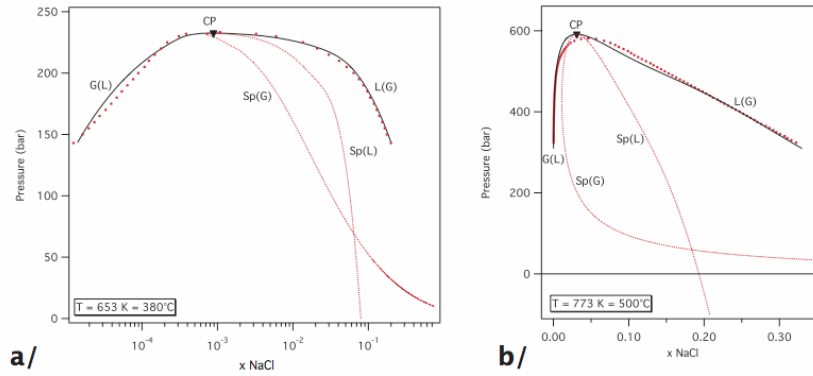 250
200
150
100
50
0
Pressure (bar)
CP
G(L)
L(G)
Sp(G)
Sp(L)
T = 653 K = 380°C
10-4
10-3
10-2
10-1
x NaCl
a/
600
400
200
0
Pressure (bar)
CP
L(G)
Sp(L)
G(L)
Sp(G)
T = 773 K = 500°C
0.00
0.10
0.20
0.30
x NaCl
b/